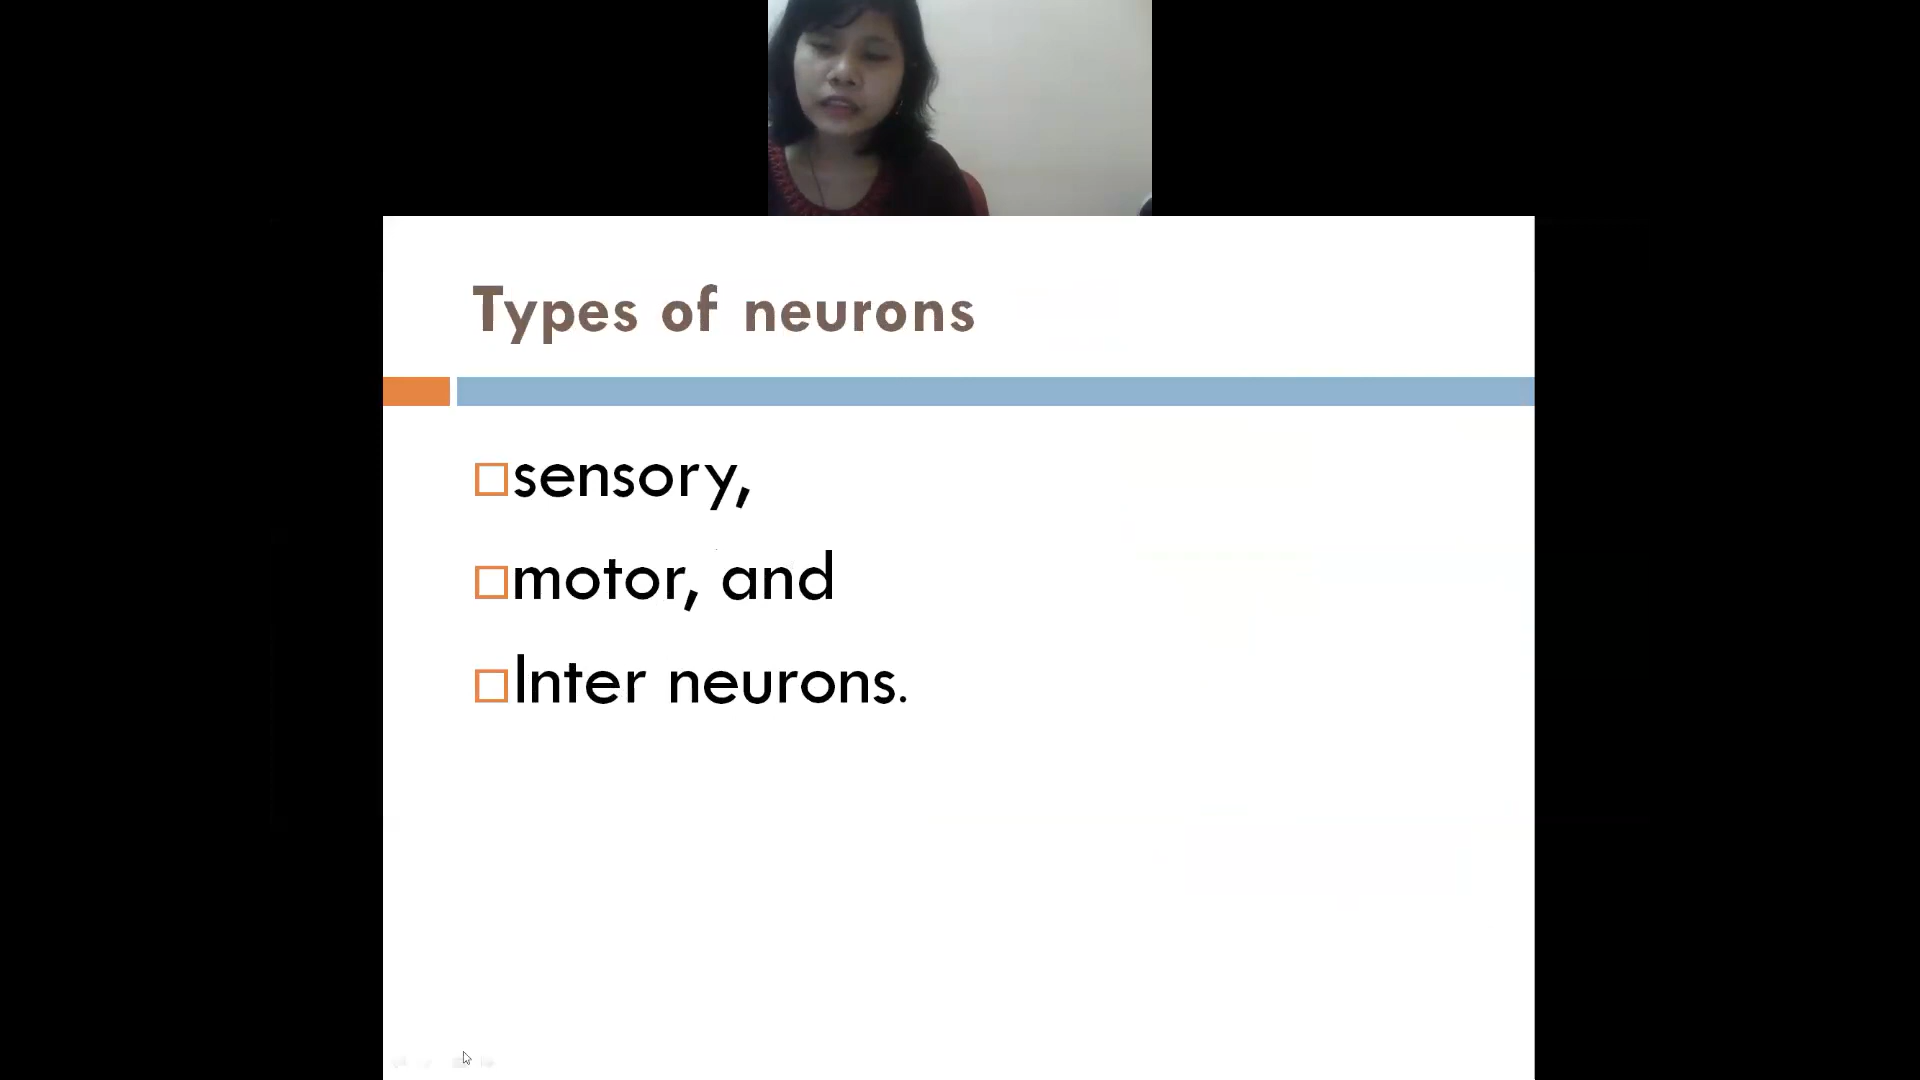 Types of neurons
sensory,
motor, and
Inter neurons.